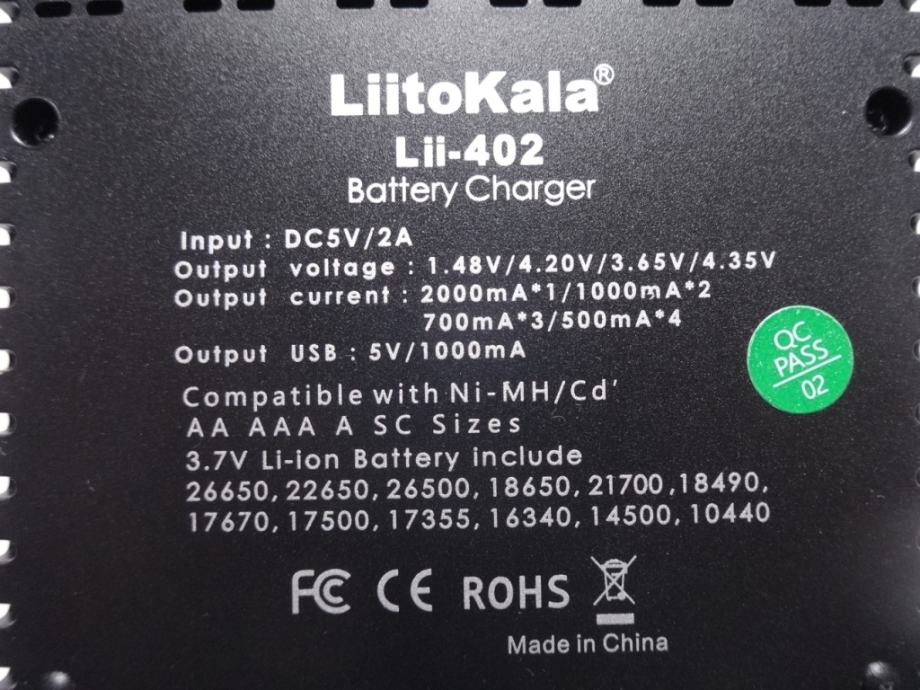 LiitoKala®
Lii-402
Battery Charger
Input : DC5V/2A
Output voltage : 1.48V/4.20V/3.65V/4.35V
Output current : 2000mA*1/1000mA*2
700mA*3/500mA*4
Output USB : 5V/1000mA
QC
PASS
02
Compatible with Ni-MH/Cd'
AA AAA A SC Sizes
3.7V Li-ion Battery include
26650, 22650, 26500, 18650, 21700 ,18490,
17670, 17500, 17355, 16340, 14500, 10440
FC CE ROHS
Made in China